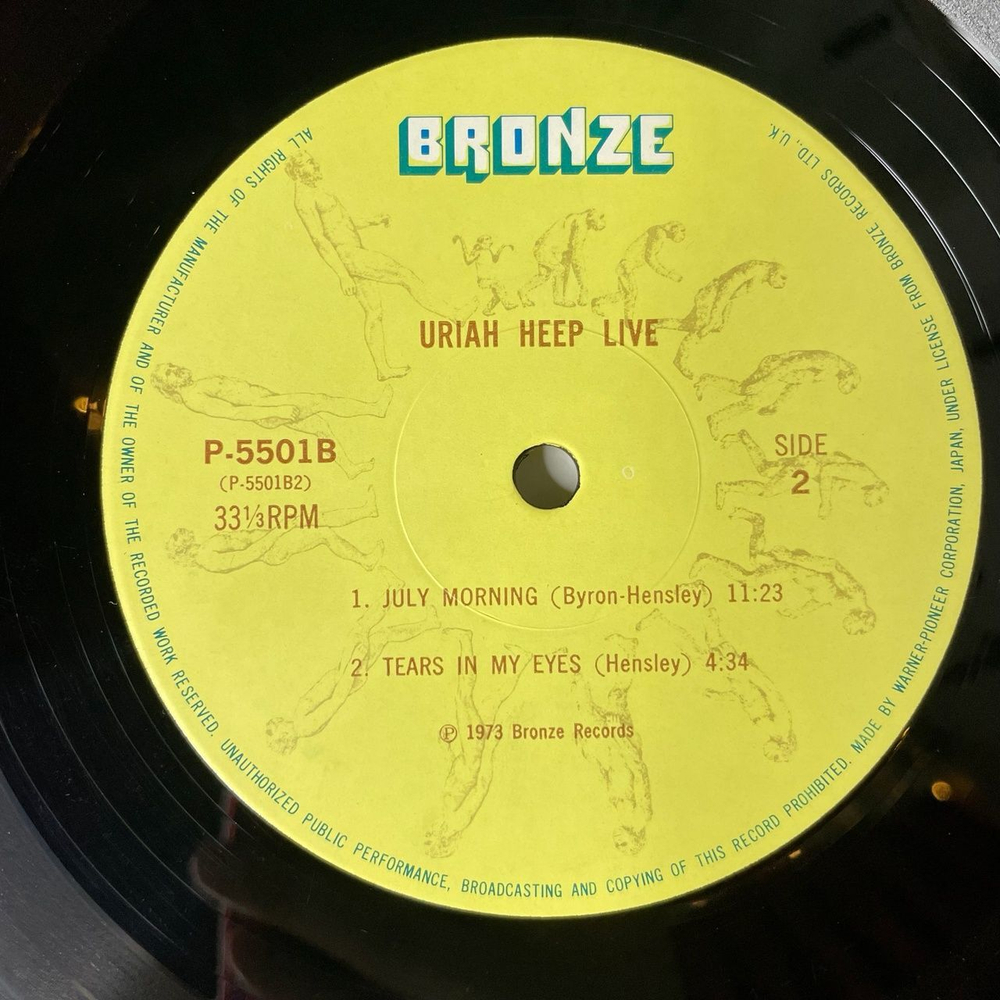 BRONZE
URIAH HEEP LIVE
P-5501B
(P-5501B2)
33⅓RPM
SIDE
2
1. JULY MORNING (Byron-Hensley) 11:23
2. TEARS IN MY EYES (Hensley) 4:34
℗ 1973 Bronze Records
ALL RIGHTS OF THE MANUFACTURER AND OF THE OWNER OF THE RECORDED WORK RESERVED. UNAUTHORIZED PUBLIC PERFORMANCE, BROADCASTING AND COPYING OF THIS RECORD PROHIBITED. MADE BY WARNER-PIONEER CORPORATION, JAPAN, UNDER LICENSE FROM BRONZE RECORDS LTD. U.K.